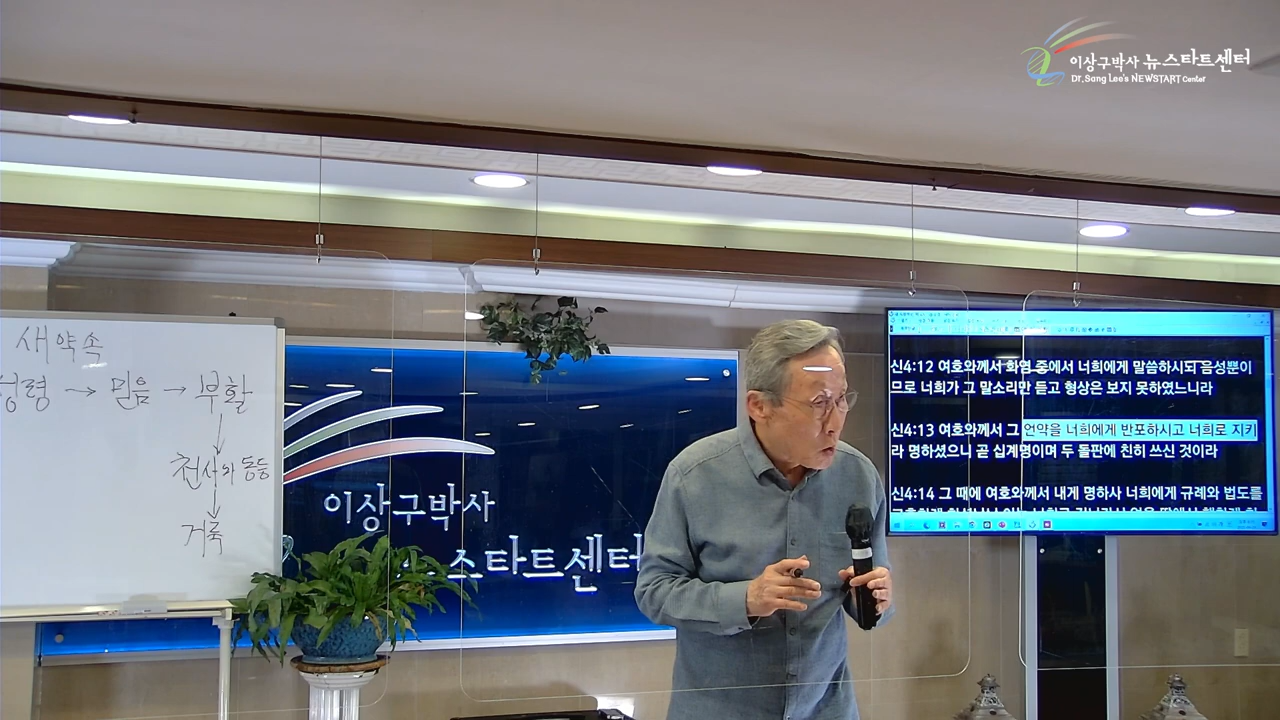 이상구박사 뉴스타트센터
Dr. Sang Lee's NEWSTART Center
새약속
성령 → 믿음 → 부활
천사와 동등
거룩
이상구박사
스타트센터
신4:12 여호와께서 화염 중에서 너희에게 말씀하시되 음성뿐이
므로 너희가 그 말소리만 듣고 형상은 보지 못하였느니라
신4:13 여호와께서 그 언약을 너희에게 반포하시고 너희로 지키
라 명하셨으니 곧 십계명이며 두 돌판에 친히 쓰신 것이라
신4:14 그 때에 여호와께서 내게 명하사 너희에게 규례와 법도를